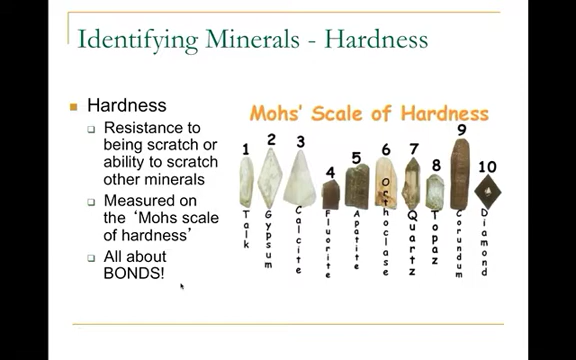 Identifying Minerals - Hardness
Hardness
Resistance to
being scratch or
ability to scratch
other minerals
Measured on
the ‘Mohs scale
of hardness’
All about
BONDS!
Mohs' Scale of Hardness
1
2
3
4
5
6
7
8
9
10
Talk
Gypsum
Calcite
Fluorite
Apatite
Orthoclase
Quartz
Topaz
Corundum
Diamond